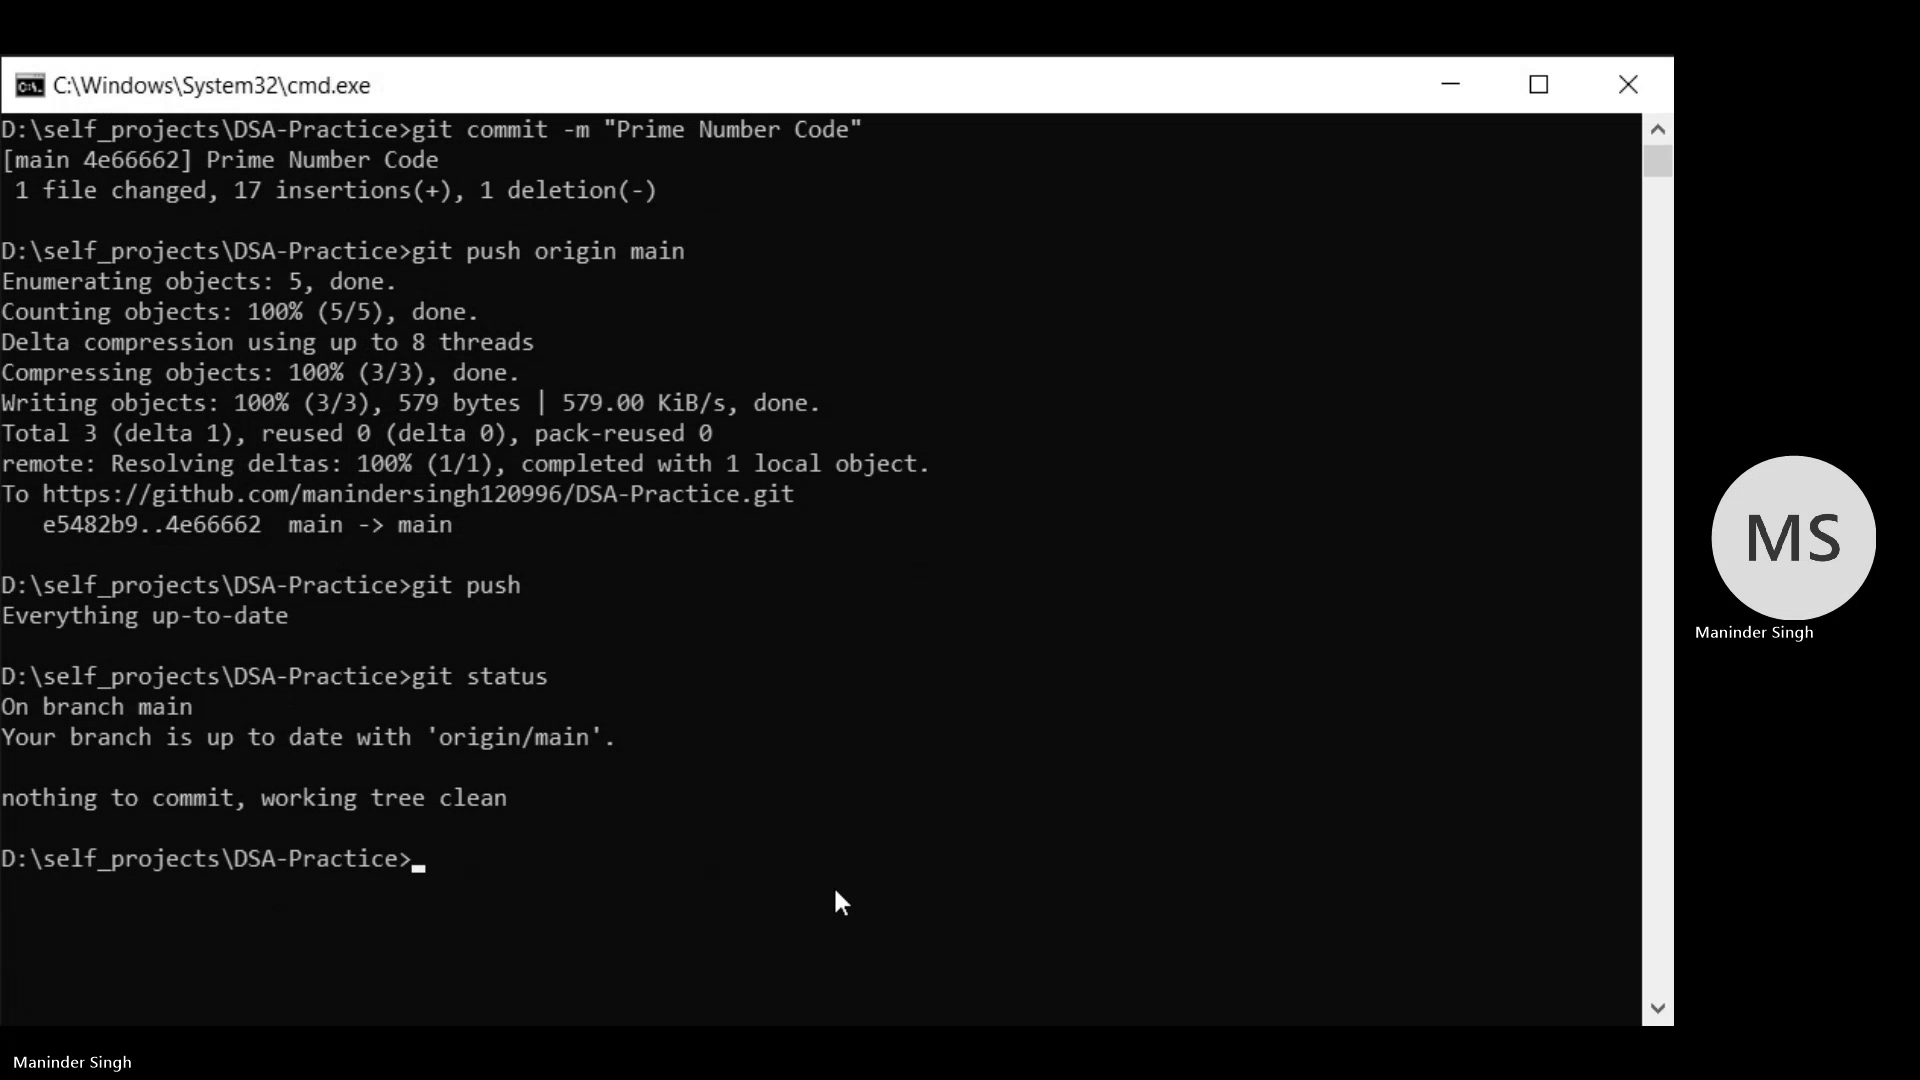 C:\Windows\System32\cmd.exe
D:\self_projects\DSA-Practice>git commit -m "Prime Number Code"
[main 4e66662] Prime Number Code
 1 file changed, 17 insertions(+), 1 deletion(-)
D:\self_projects\DSA-Practice>git push origin main
Enumerating objects: 5, done.
Counting objects: 100% (5/5), done.
Delta compression using up to 8 threads
Compressing objects: 100% (3/3), done.
Writing objects: 100% (3/3), 579 bytes | 579.00 KiB/s, done.
Total 3 (delta 1), reused 0 (delta 0), pack-reused 0
remote: Resolving deltas: 100% (1/1), completed with 1 local object.
To https://github.com/manindersingh120996/DSA-Practice.git
   e5482b9..4e66662  main -> main
D:\self_projects\DSA-Practice>git push
Everything up-to-date
D:\self_projects\DSA-Practice>git status
On branch main
Your branch is up to date with 'origin/main'.
nothing to commit, working tree clean
D:\self_projects\DSA-Practice>
MS
Maninder Singh
Maninder Singh